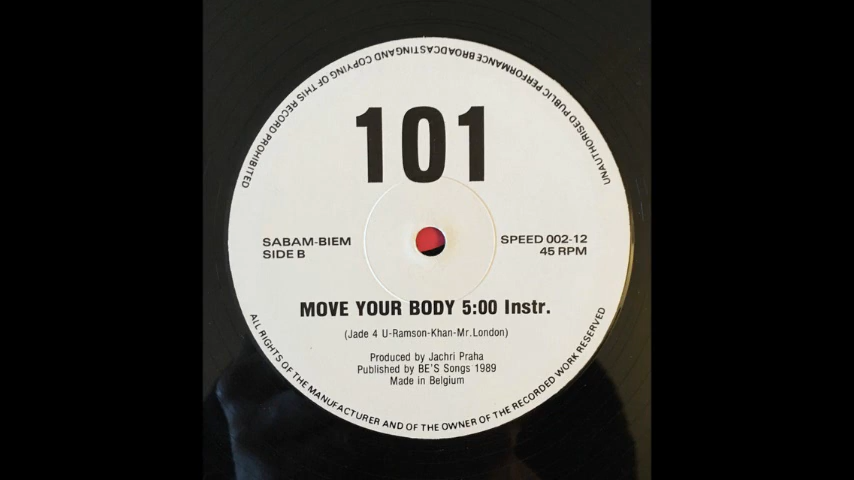 UNAUTHORISED PUBLIC PERFORMANCE BROADCASTING AND COPYING OF THIS RECORD PROHIBITED
101
SABAM-BIEM
SIDE B
SPEED 002-12
45 RPM
MOVE YOUR BODY 5:00 Instr.
(Jade 4 U-Ramson-Khan-Mr.London)
Produced by Jachri Praha
Published by BE'S Songs 1989
Made in Belgium
ALL RIGHTS OF THE MANUFACTURER AND OF THE OWNER OF THE RECORDED WORK RESERVED